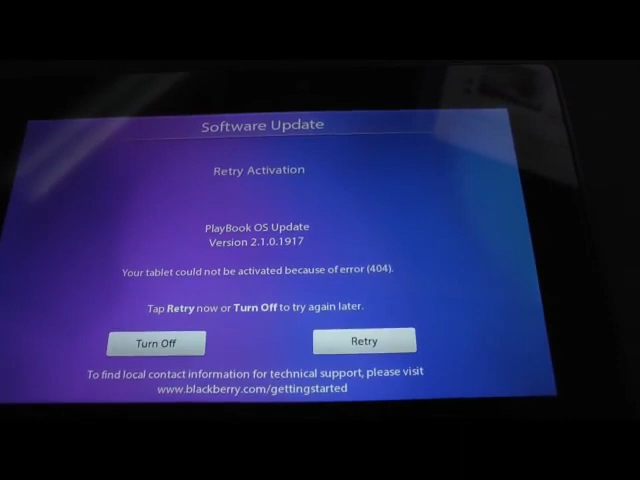 Software Update
Retry Activation
PlayBook OS Update
Version 2.1.0.1917
Your tablet could not be activated because of error (404).
Tap Retry now or Turn Off to try again later.
Turn Off
Retry
To find local contact information for technical support, please visit
www.blackberry.com/gettingstarted